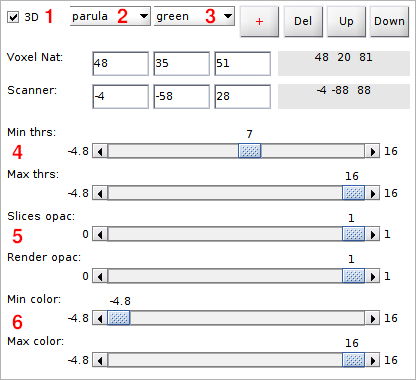 3D 1 parula 2 green 3 + Del Up Down
Voxel Nat: 48 35 51 48 20 81
Scanner: -4 -58 28 -4 -88 88
Min thrs: 7
4 -4.8 16
Max thrs: 16
-4.8 16
Slices opac: 1
5 0 1
Render opac: 1
0 1
Min color: -4.8
6 -4.8 16
Max color: 16
-4.8 16